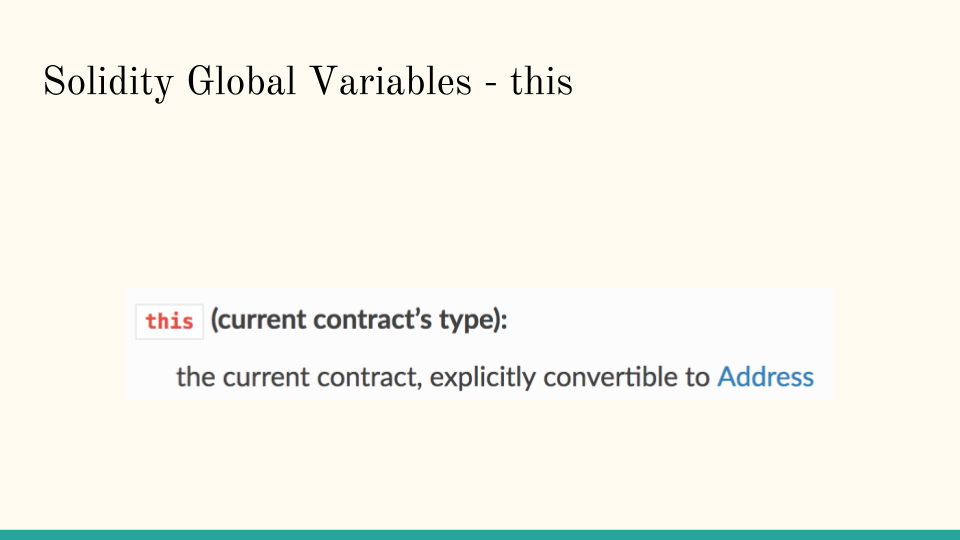 Solidity Global Variables - this
this (current contract’s type):
the current contract, explicitly convertible to Address